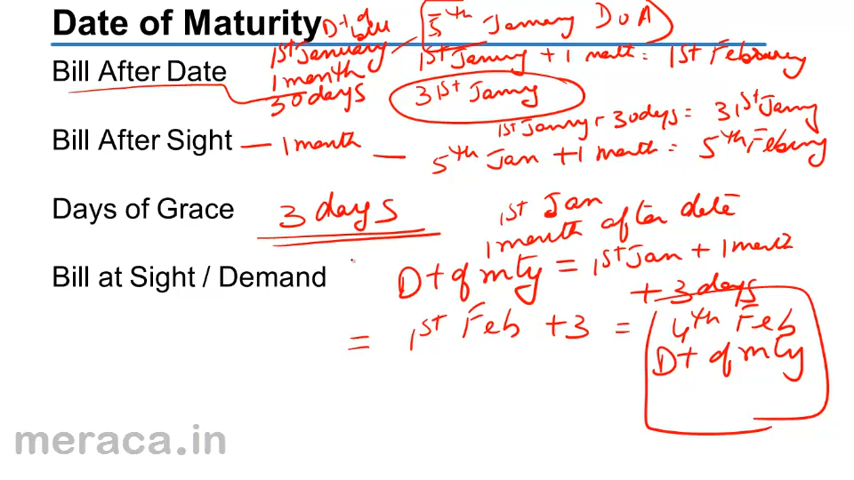 Date of Maturity Dt of bill 5th January D o A
1st January 1st January + 1 month = 1st February
Bill After Date 1 month
30 days 31st January
1st January + 30 days = 31st January
Bill After Sight — 1 month — 5th Jan + 1 month = 5th February
Days of Grace 3 days 1st Jan
1 month after date
Bill at Sight / Demand Dt of mty = 1st Jan + 1 month
+ 3 days
= 1st Feb + 3 = 4th Feb
Dt of mty
meraca.in